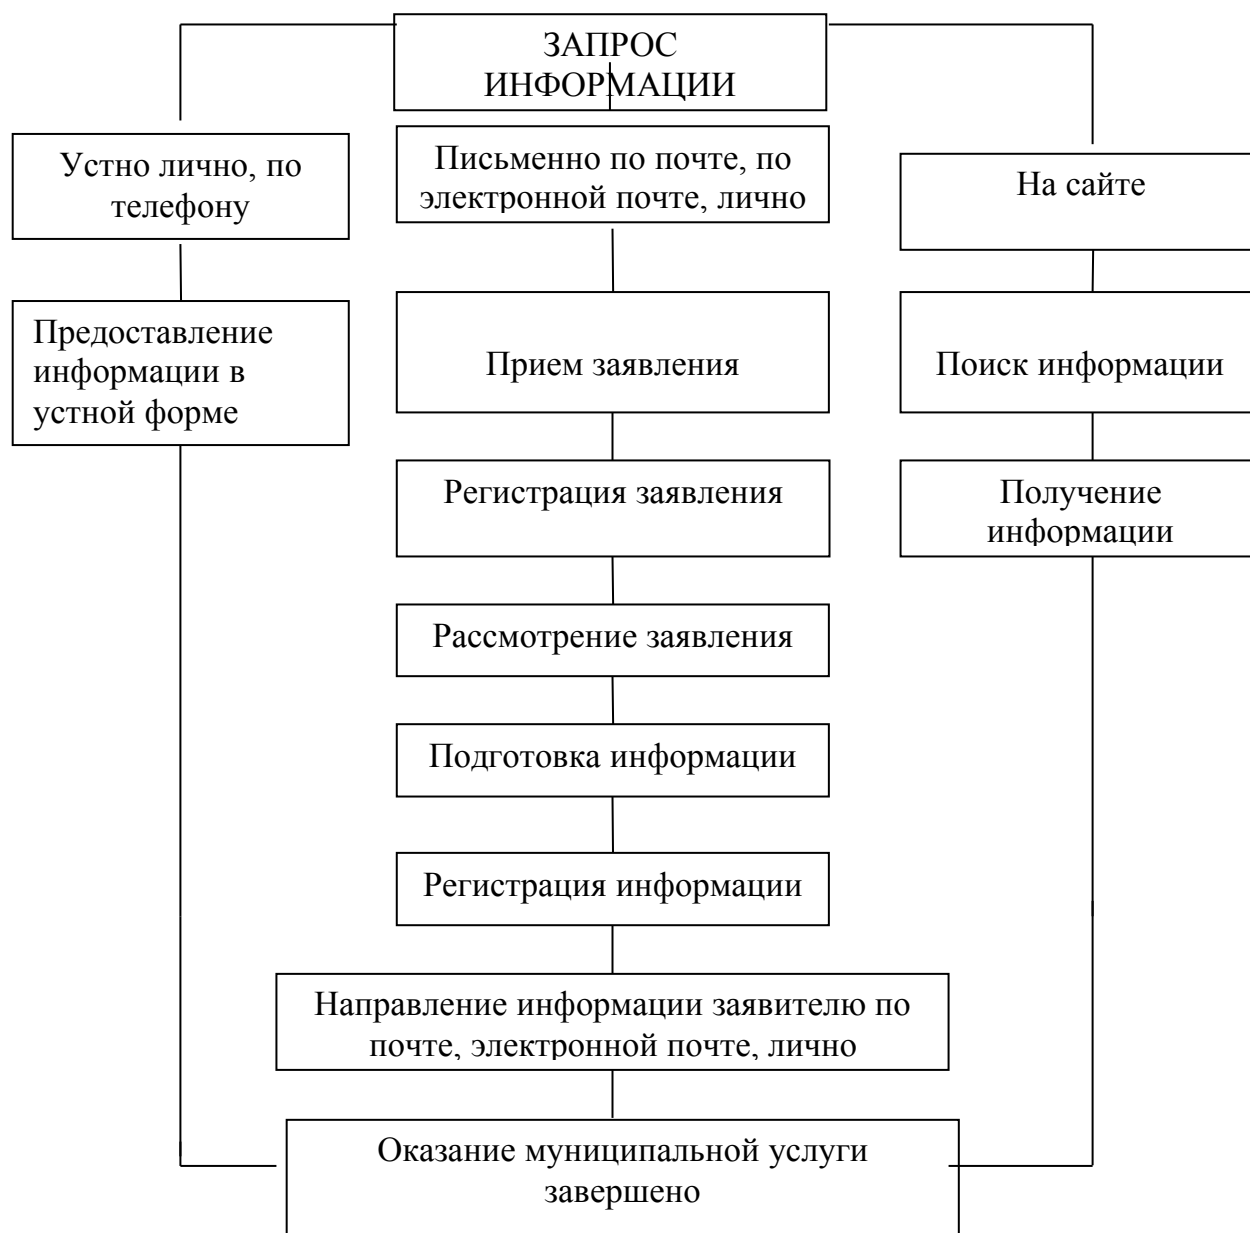 ЗАПРОС
ИНФОРМАЦИИ
Устно лично, по
телефону
Письменно по почте, по
электронной почте, лично
На сайте
Предоставление
информации в
устной форме
Прием заявления
Поиск информации
Регистрация заявления
Получение
информации
Рассмотрение заявления
Подготовка информации
Регистрация информации
Направление информации заявителю по
почте, электронной почте, лично
Оказание муниципальной услуги
завершено